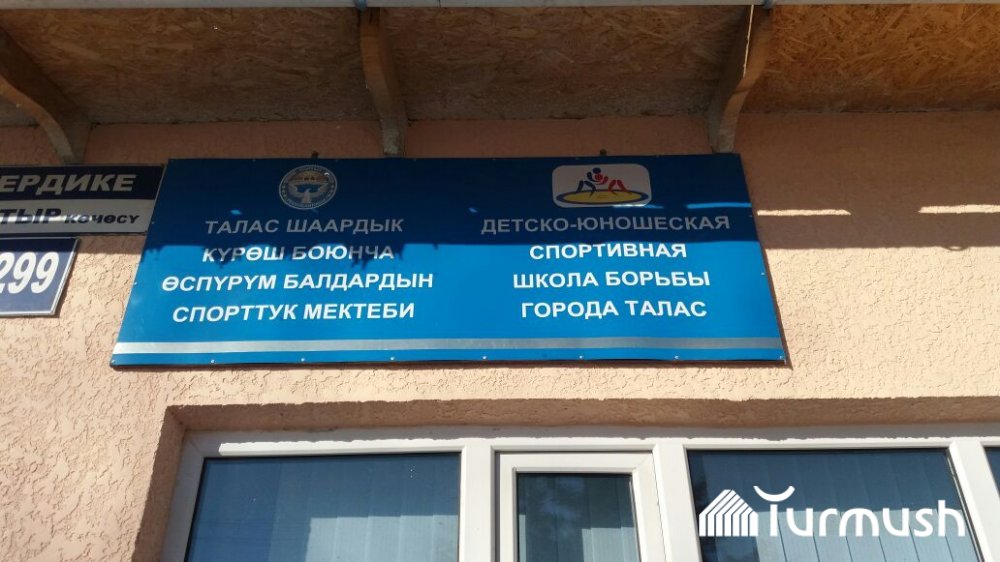 ЕРДИКЕ
ТЫР көчөсү
299
ТАЛАС ШААРДЫК
КҮРӨШ БОЮНЧА
ӨСПҮРҮМ БАЛДАРДЫН
СПОРТТУК МЕКТЕБИ
ДЕТСКО-ЮНОШЕСКАЯ
СПОРТИВНАЯ
ШКОЛА БОРЬБЫ
ГОРОДА ТАЛАС
Turmush